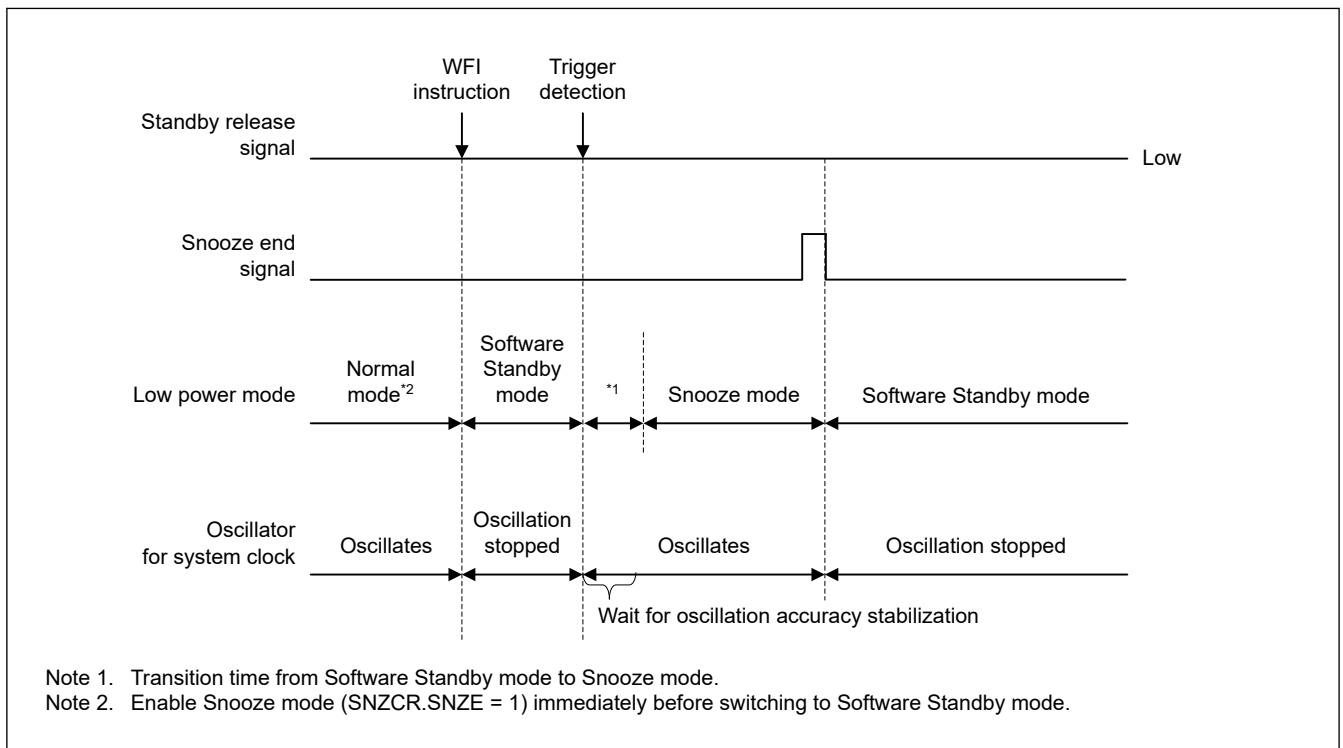 WFI
instruction
Trigger
detection
Standby release
signal
Low
Snooze end
signal
Low power mode
Normal
mode*2
Software
Standby
mode
*1
Snooze mode
Software Standby mode
Oscillator
for system clock
Oscillates
Oscillation
stopped
Oscillates
Oscillation stopped
Wait for oscillation accuracy stabilization
Note 1. Transition time from Software Standby mode to Snooze mode.
Note 2. Enable Snooze mode (SNZCR.SNZE = 1) immediately before switching to Software Standby mode.